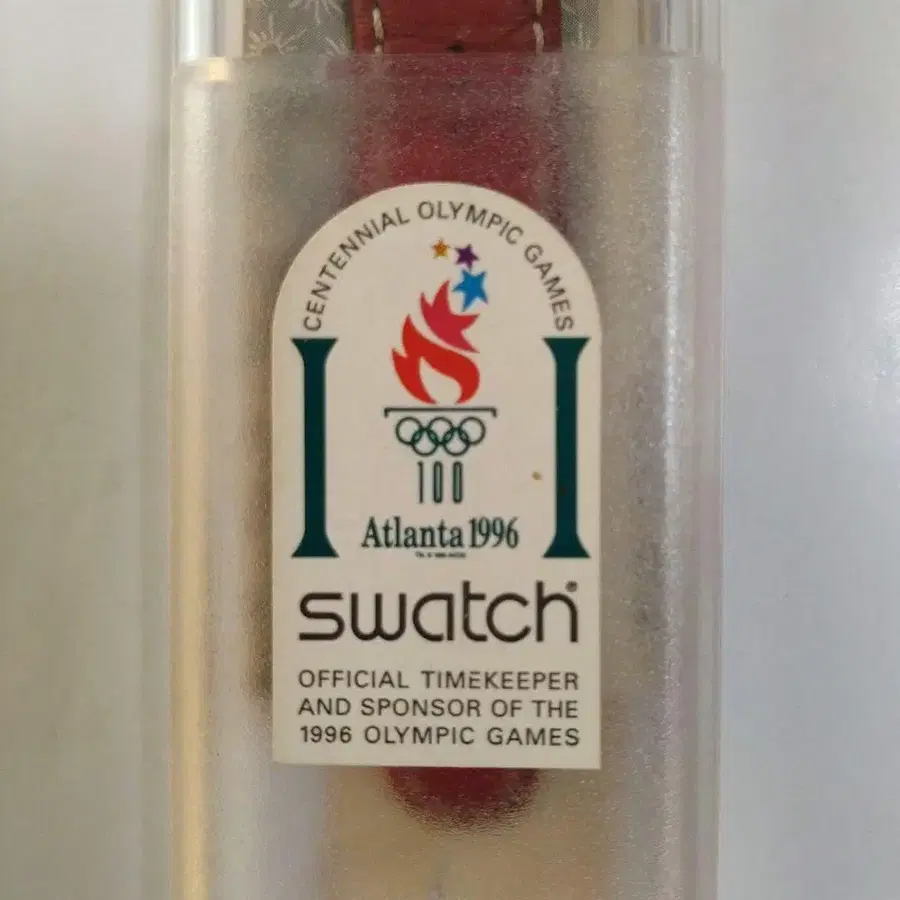 CENTENNIAL OLYMPIC GAMES
100
Atlanta 1996
swatch®
OFFICIAL TIMEKEEPER
AND SPONSOR OF THE
1996 OLYMPIC GAMES